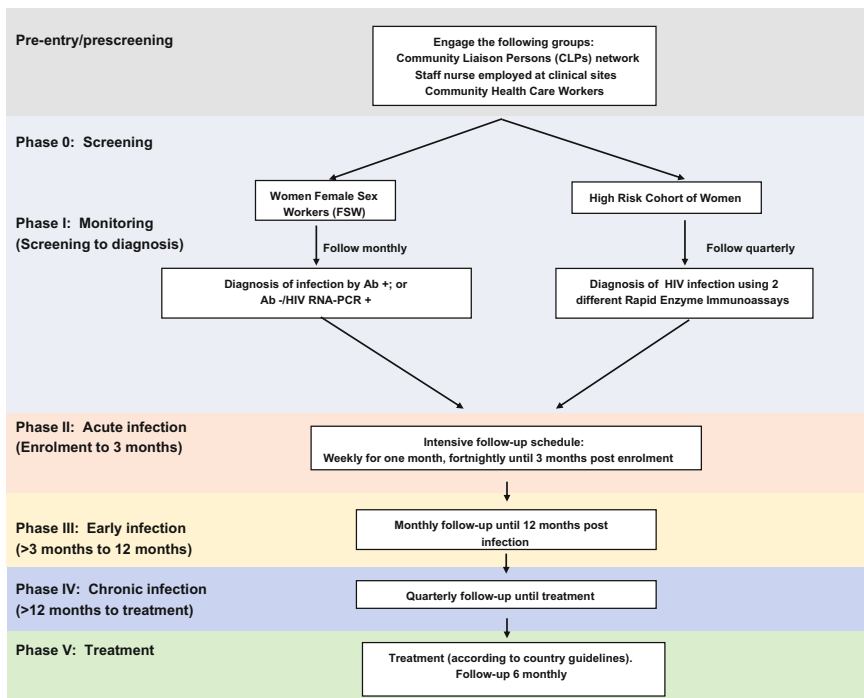 Pre-entry/prescreening
Engage the following groups:
Community Liaison Persons (CLPs) network
Staff nurse employed at clinical sites
Community Health Care Workers
Phase 0: Screening
Women Female Sex
Workers (FSW)
High Risk Cohort of Women
Phase I: Monitoring
(Screening to diagnosis)
Follow monthly
Follow quarterly
Diagnosis of infection by Ab +; or
Ab -/HIV RNA-PCR +
Diagnosis of HIV infection using 2
different Rapid Enzyme Immunoassays
Phase II: Acute infection
(Enrolment to 3 months)
Intensive follow-up schedule:
Weekly for one month, fortnightly until 3 months post enrolment
Phase III: Early infection
(>3 months to 12 months)
Monthly follow-up until 12 months post
infection
Phase IV: Chronic infection
(>12 months to treatment)
Quarterly follow-up until treatment
Phase V: Treatment
Treatment (according to country guidelines).
Follow-up 6 monthly